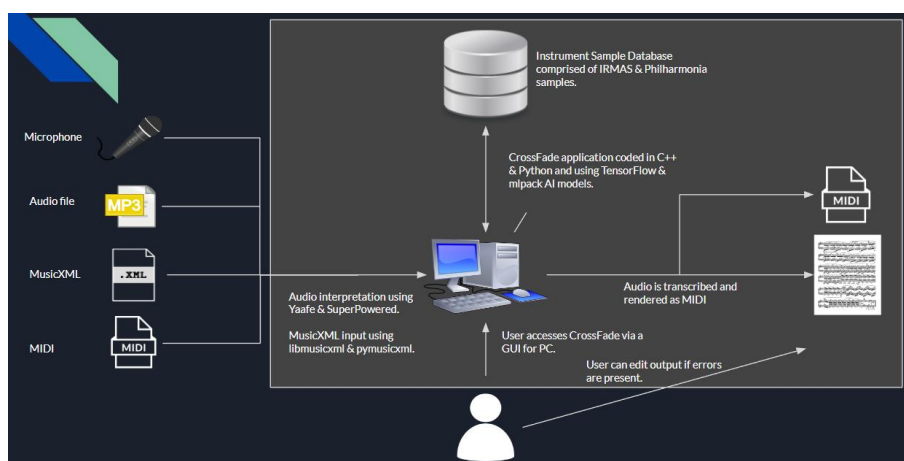 Instrument Sample Database
comprised of IRMAS & Philharmonia
samples.
Microphone
CrossFade application coded in C++
& Python and using TensorFlow &
mlpack AI models.
Audio file
MP3
MIDI
MusicXML
.XML
Audio interpretation using
Yaafe & SuperPowered.
MusicXML input using
libmusicxml & pymusicxml.
Audio is transcribed and
rendered as MIDI
MIDI
MIDI
User accesses CrossFade via a
GUI for PC.
User can edit output if errors
are present.